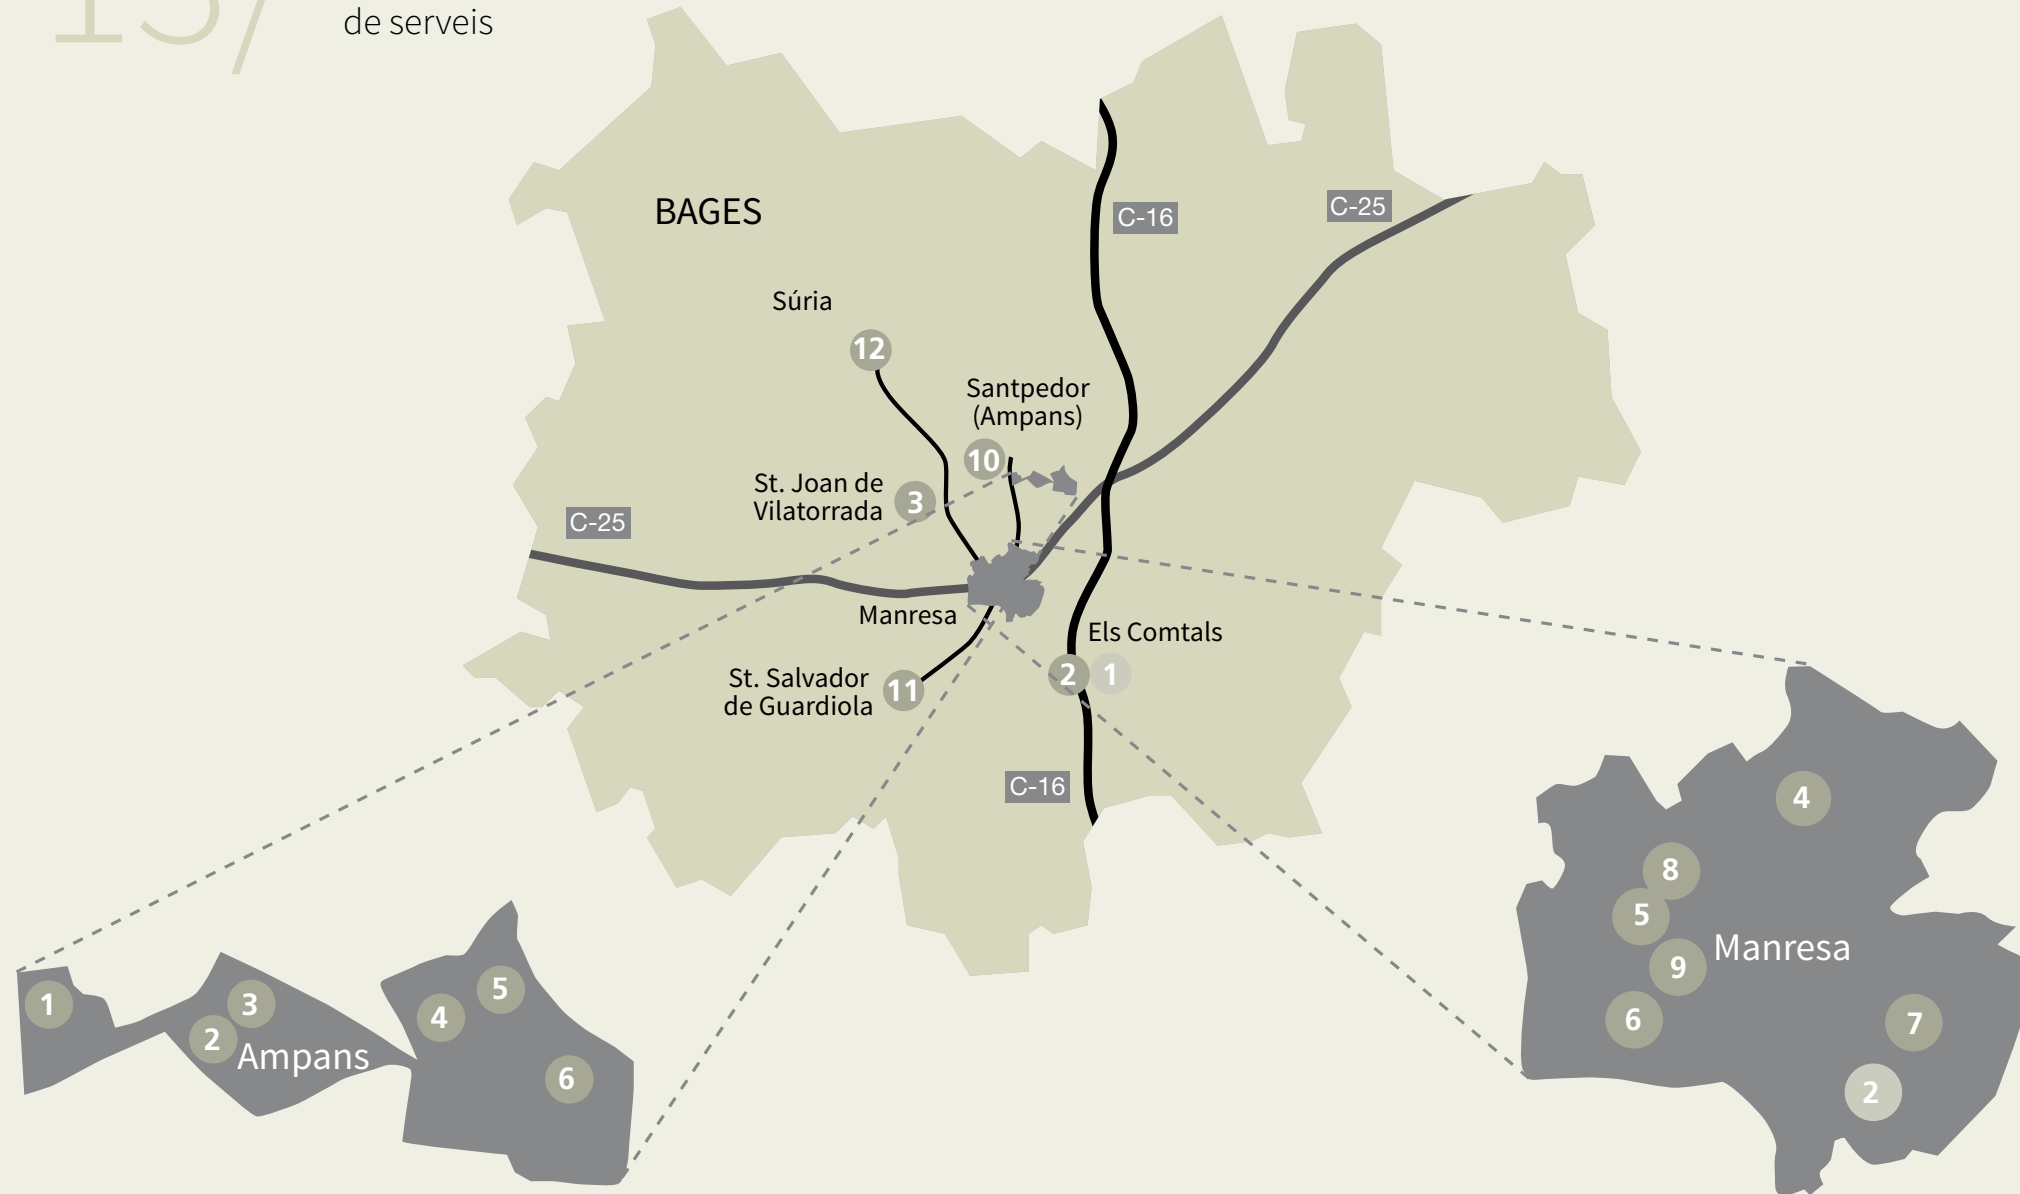 15/
de serveis
BAGES
C-16
C-25
Súria
12
Santpedor
(Ampans)
10
St. Joan de
Vilatorrada
3
C-25
Manresa
Els Comtals
2
1
St. Salvador
de Guardiola
11
C-16
4
8
5
9
Manresa
6
7
2
1
3
2
Ampans
4
5
6